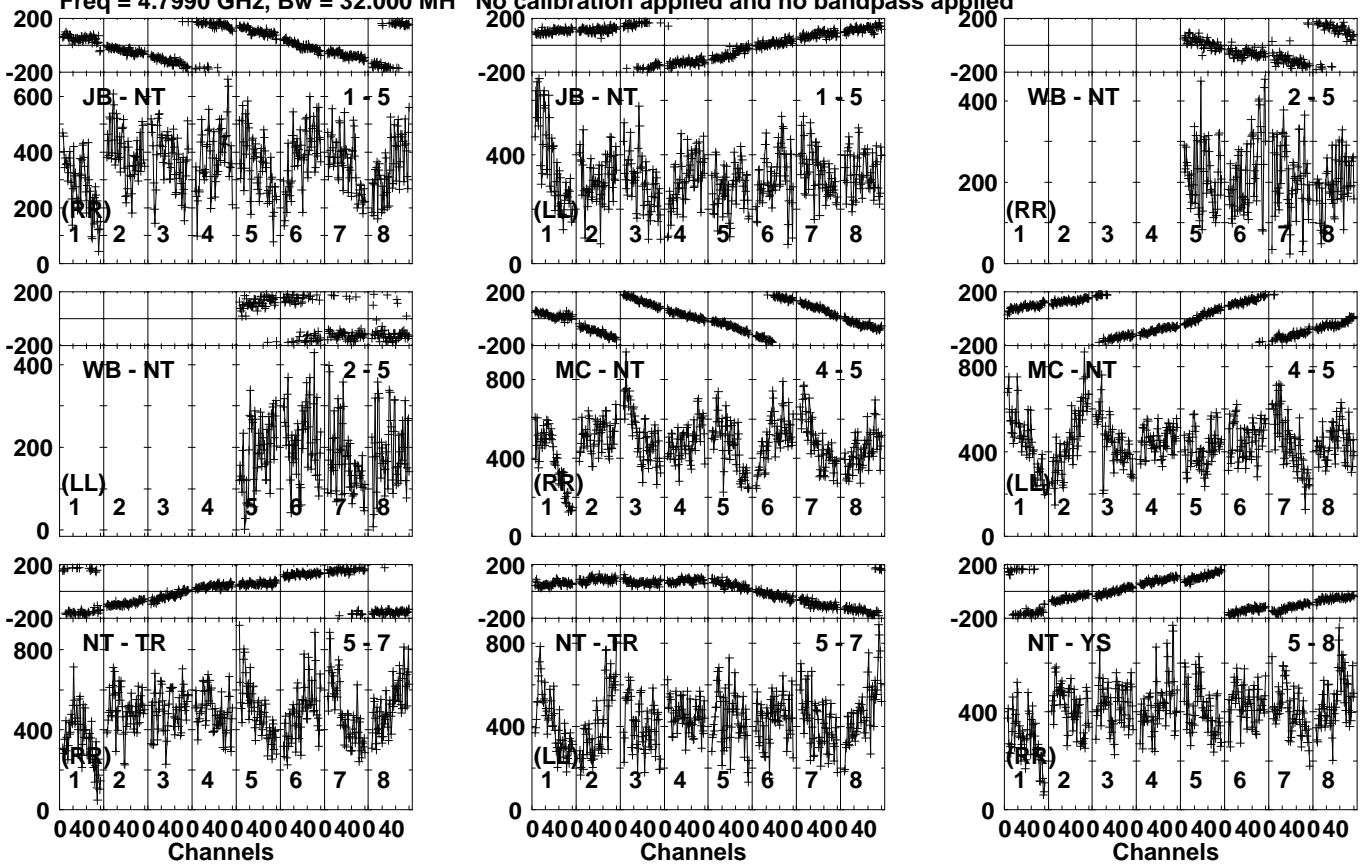 Freq = 4.7990 GHz, Bw = 32.000 MH No calibration applied and no bandpass applied
200
-200
600
400
200
0
JB - NT 1 - 5
(RR)
1 2 3 4 5 6 7 8
200
-200
400
0
JB - NT 1 - 5
(LL)
1 2 3 4 5 6 7 8
200
-200
400
200
0
WB - NT 2 - 5
(RR)
1 2 3 4 5 6 7 8
200
-200
400
200
0
WB - NT 2 - 5
(LL)
1 2 3 4 5 6 7 8
200
-200
800
400
0
MC - NT 4 - 5
(RR)
1 2 3 4 5 6 7 8
200
-200
800
400
0
MC - NT 4 - 5
(LL)
1 2 3 4 5 6 7 8
200
-200
800
400
0
NT - TR 5 - 7
(RR)
1 2 3 4 5 6 7 8
0 40 0 40 0 40 0 40 0 40 0 40 0 40 0 40
Channels
200
-200
800
400
0
NT - TR 5 - 7
(LL)
1 2 3 4 5 6 7 8
0 40 0 40 0 40 0 40 0 40 0 40 0 40 0 40
Channels
200
-200
400
0
NT - YS 5 - 8
(RR)
1 2 3 4 5 6 7 8
0 40 0 40 0 40 0 40 0 40 0 40 0 40 0 40
Channels